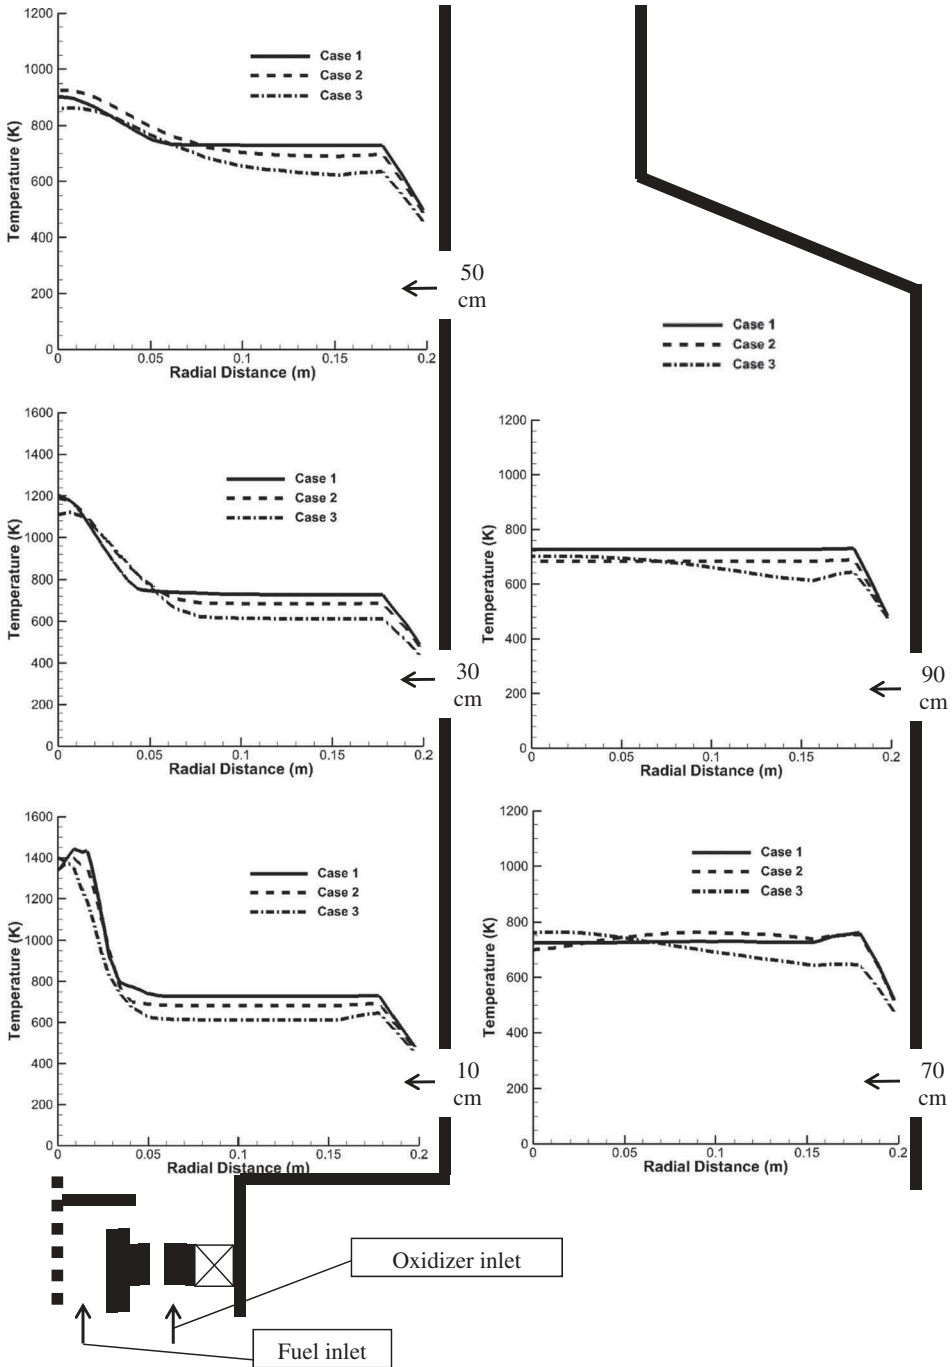 1200
1000
800
600
400
200
0
Temperature (K)
Case 1
Case 2
Case 3
0
0.05
0.1
0.15
0.2
Radial Distance (m)
50
cm
1600
1400
1200
1000
800
600
400
200
0
Temperature (K)
Case 1
Case 2
Case 3
0
0.05
0.1
0.15
0.2
Radial Distance (m)
30
cm
1600
1400
1200
1000
800
600
400
200
0
Temperature (K)
Case 1
Case 2
Case 3
0
0.05
0.1
0.15
0.2
Radial Distance (m)
10
cm
Case 1
Case 2
Case 3
1200
1000
800
600
400
200
0
Temperature (K)
0
0.05
0.1
0.15
0.2
Radial Distance (m)
90
cm
1200
1000
800
600
400
200
0
Temperature (K)
Case 1
Case 2
Case 3
0
0.05
0.1
0.15
0.2
Radial Distance (m)
70
cm
Oxidizer inlet
Fuel inlet